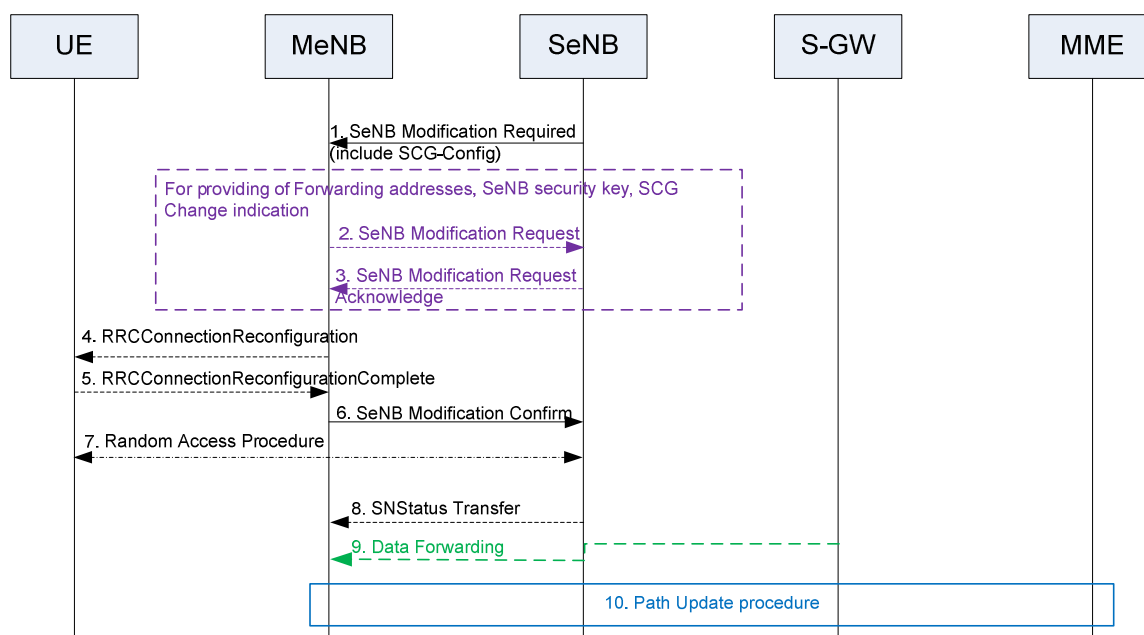 UE
MeNB
SeNB
S-GW
MME
1. SeNB Modification Required
(include SCG-Config)
For providing of Forwarding addresses, SeNB security key, SCG
Change indication
2. SeNB Modification Request
3. SeNB Modification Request
Acknowledge
4. RRCConnectionReconfiguration
5. RRCConnectionReconfigurationComplete
6. SeNB Modification Confirm
7. Random Access Procedure
8. SNStatus Transfer
9. Data Forwarding
10. Path Update procedure